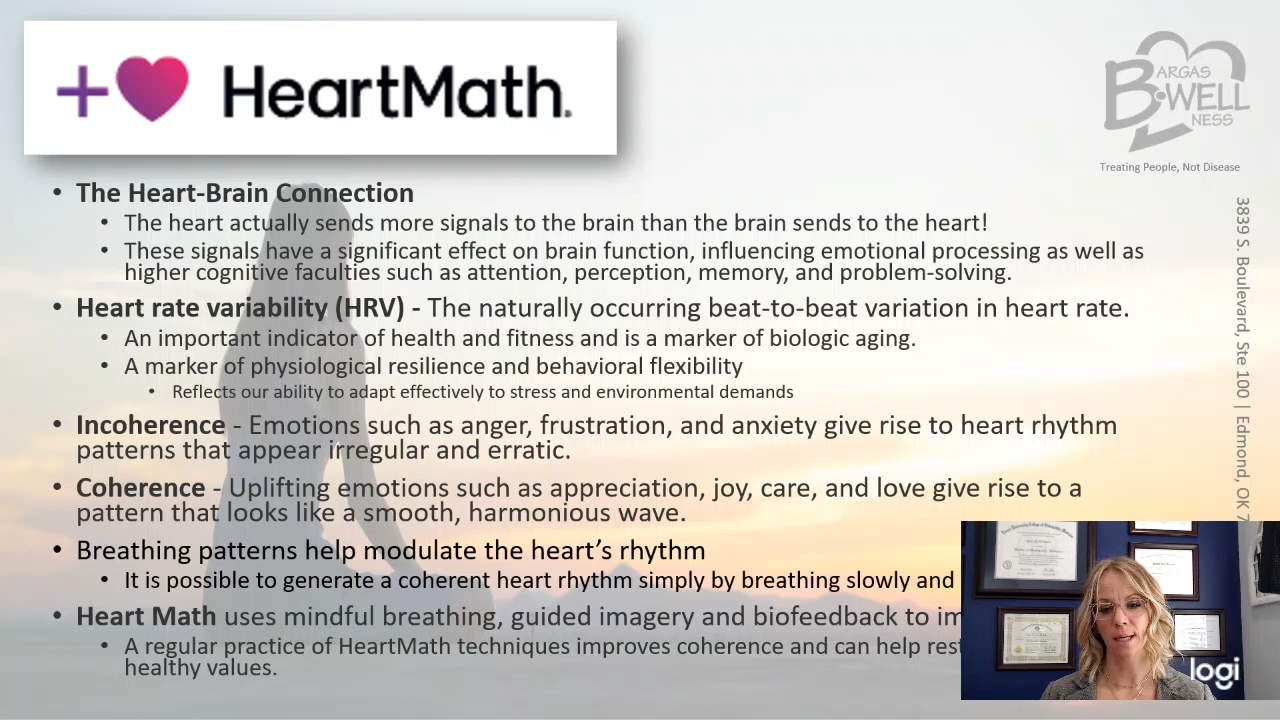 HeartMath.
BARGAS
B·WELL
NESS
Treating People, Not Disease
3839 S. Boulevard, Ste 100 | Edmond, OK 7
• The Heart-Brain Connection
• The heart actually sends more signals to the brain than the brain sends to the heart!
• These signals have a significant effect on brain function, influencing emotional processing as well as
higher cognitive faculties such as attention, perception, memory, and problem-solving.
• Heart rate variability (HRV) - The naturally occurring beat-to-beat variation in heart rate.
• An important indicator of health and fitness and is a marker of biologic aging.
• A marker of physiological resilience and behavioral flexibility
• Reflects our ability to adapt effectively to stress and environmental demands
• Incoherence - Emotions such as anger, frustration, and anxiety give rise to heart rhythm
patterns that appear irregular and erratic.
• Coherence - Uplifting emotions such as appreciation, joy, care, and love give rise to a
pattern that looks like a smooth, harmonious wave.
• Breathing patterns help modulate the heart’s rhythm
• It is possible to generate a coherent heart rhythm simply by breathing slowly and
• Heart Math uses mindful breathing, guided imagery and biofeedback to im
• A regular practice of HeartMath techniques improves coherence and can help rest
healthy values.
logi